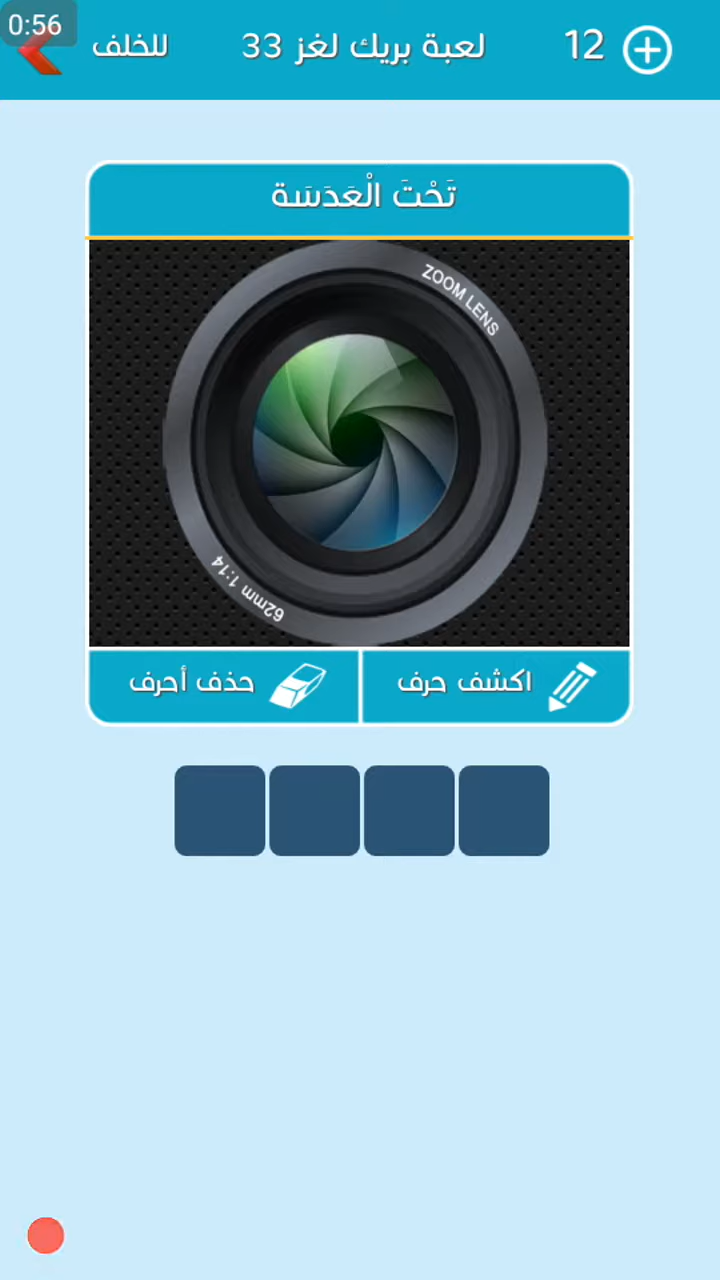 0:56
للخلف
لعبة بريك لغز 33
12
تَحْتَ الْعَدَسَة
ZOOM LENS
62mm 1:14
اكشف حرف
حذف أحرف